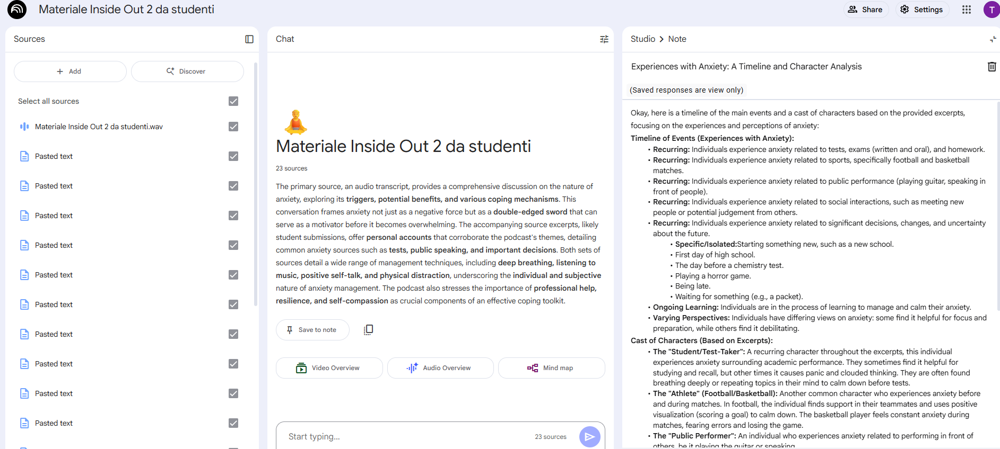 Materiale Inside Out 2 da studenti
Share
Settings
T
Sources
Add
Discover
Select all sources
Materiale Inside Out 2 da studenti.wav
Pasted text
Pasted text
Pasted text
Pasted text
Pasted text
Pasted text
Pasted text
Pasted text
Pasted text
Pasted text
Chat
Materiale Inside Out 2 da studenti
23 sources
The primary source, an audio transcript, provides a comprehensive discussion on the nature of
anxiety, exploring its triggers, potential benefits, and various coping mechanisms. This
conversation frames anxiety not just as a negative force but as a double-edged sword that can
serve as a motivator before it becomes overwhelming. The accompanying source excerpts, likely
student submissions, offer personal accounts that corroborate the podcast's themes, detailing
common anxiety sources such as tests, public speaking, and important decisions. Both sets of
sources detail a wide range of management techniques, including deep breathing, listening to
music, positive self-talk, and physical distraction, underscoring the individual and subjective
nature of anxiety management. The podcast also stresses the importance of professional help,
resilience, and self-compassion as crucial components of an effective coping toolkit.
Save to note
Video Overview
Audio Overview
Mind map
Start typing...
23 sources
Studio > Note
Experiences with Anxiety: A Timeline and Character Analysis
(Saved responses are view only)
Okay, here is a timeline of the main events and a cast of characters based on the provided excerpts,
focusing on the experiences and perceptions of anxiety:
Timeline of Events (Experiences with Anxiety):
• Recurring: Individuals experience anxiety related to tests, exams (written and oral), and homework.
• Recurring: Individuals experience anxiety related to sports, specifically football and basketball
matches.
• Recurring: Individuals experience anxiety related to public performance (playing guitar, speaking in
front of people).
• Recurring: Individuals experience anxiety related to social interactions, such as meeting new
people or potential judgement from others.
• Recurring: Individuals experience anxiety related to significant decisions, changes, and uncertainty
about the future.
• Specific/Isolated:Starting something new, such as a new school.
• First day of high school.
• The day before a chemistry test.
• Playing a horror game.
• Being late.
• Waiting for something (e.g., a packet).
• Ongoing Learning: Individuals are in the process of learning to manage and calm their anxiety.
• Varying Perspectives: Individuals have differing views on anxiety: some find it helpful for focus and
preparation, while others find it debilitating.
Cast of Characters (Based on Excerpts):
• The "Student/Test-Taker": A recurring character throughout the excerpts, this individual
experiences anxiety surrounding academic performance. They sometimes find it helpful for
studying and recall, but other times it causes panic and clouded thinking. They are often found
breathing deeply or repeating topics in their mind to calm down before tests.
• The "Athlete" (Football/Basketball): Another common character who experiences anxiety before
and during matches. In football, the individual finds support in their teammates and uses positive
visualization (scoring a goal) to calm down. The basketball player feels constant anxiety during
matches, fearing errors and losing the game.
• The "Public Performer": An individual who experiences anxiety related to performing in front of
others, be it playing the guitar or speaking.